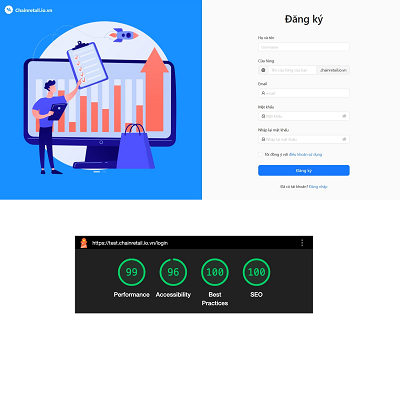 Chainretail.io.vn
Đăng ký
Họ và tên
Username
Cửa hàng
Tên cửa hàng của bạn .chainretail.io.vn
Email
Email
Mật khẩu
Mật khẩu
Nhập lại mật khẩu
Nhập lại mật khẩu
Tôi đồng ý với điều khoản sử dụng
Đăng ký
Đã có tài khoản? Đăng nhập
https://test.chainretail.io.vn/login
99 96 100 100
Performance Accessibility Best Practices SEO